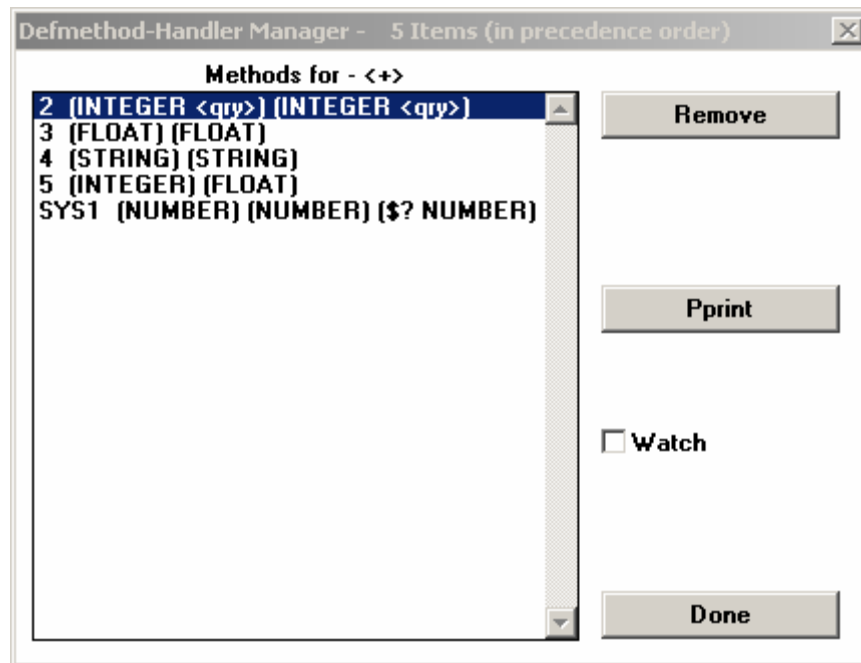 Defmethod-Handler Manager - 5 Items (in precedence order)
Methods for - <+>
2 (INTEGER <qry>) (INTEGER <qry>)
3 (FLOAT) (FLOAT)
4 (STRING) (STRING)
5 (INTEGER) (FLOAT)
SYS1 (NUMBER) (NUMBER) ($? NUMBER)
Remove
Pprint
Watch
Done